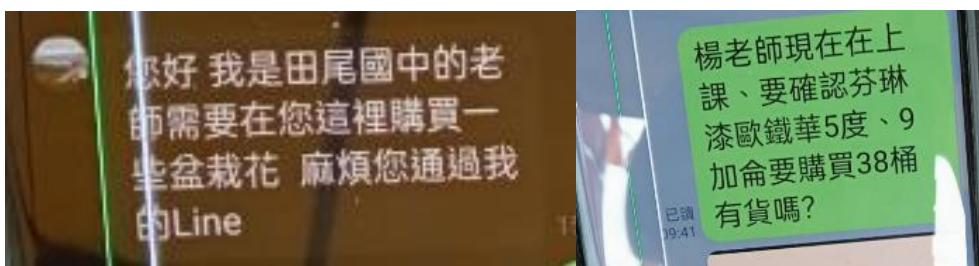 您好 我是田尾國中的老
師需要在您這裡購買一
些盆栽花 麻煩您通過我
的Line
楊老師現在在上
課、要確認芬琳
漆歐鐵華5度、9
加侖要購買38桶
有貨嗎?
已讀
09:41